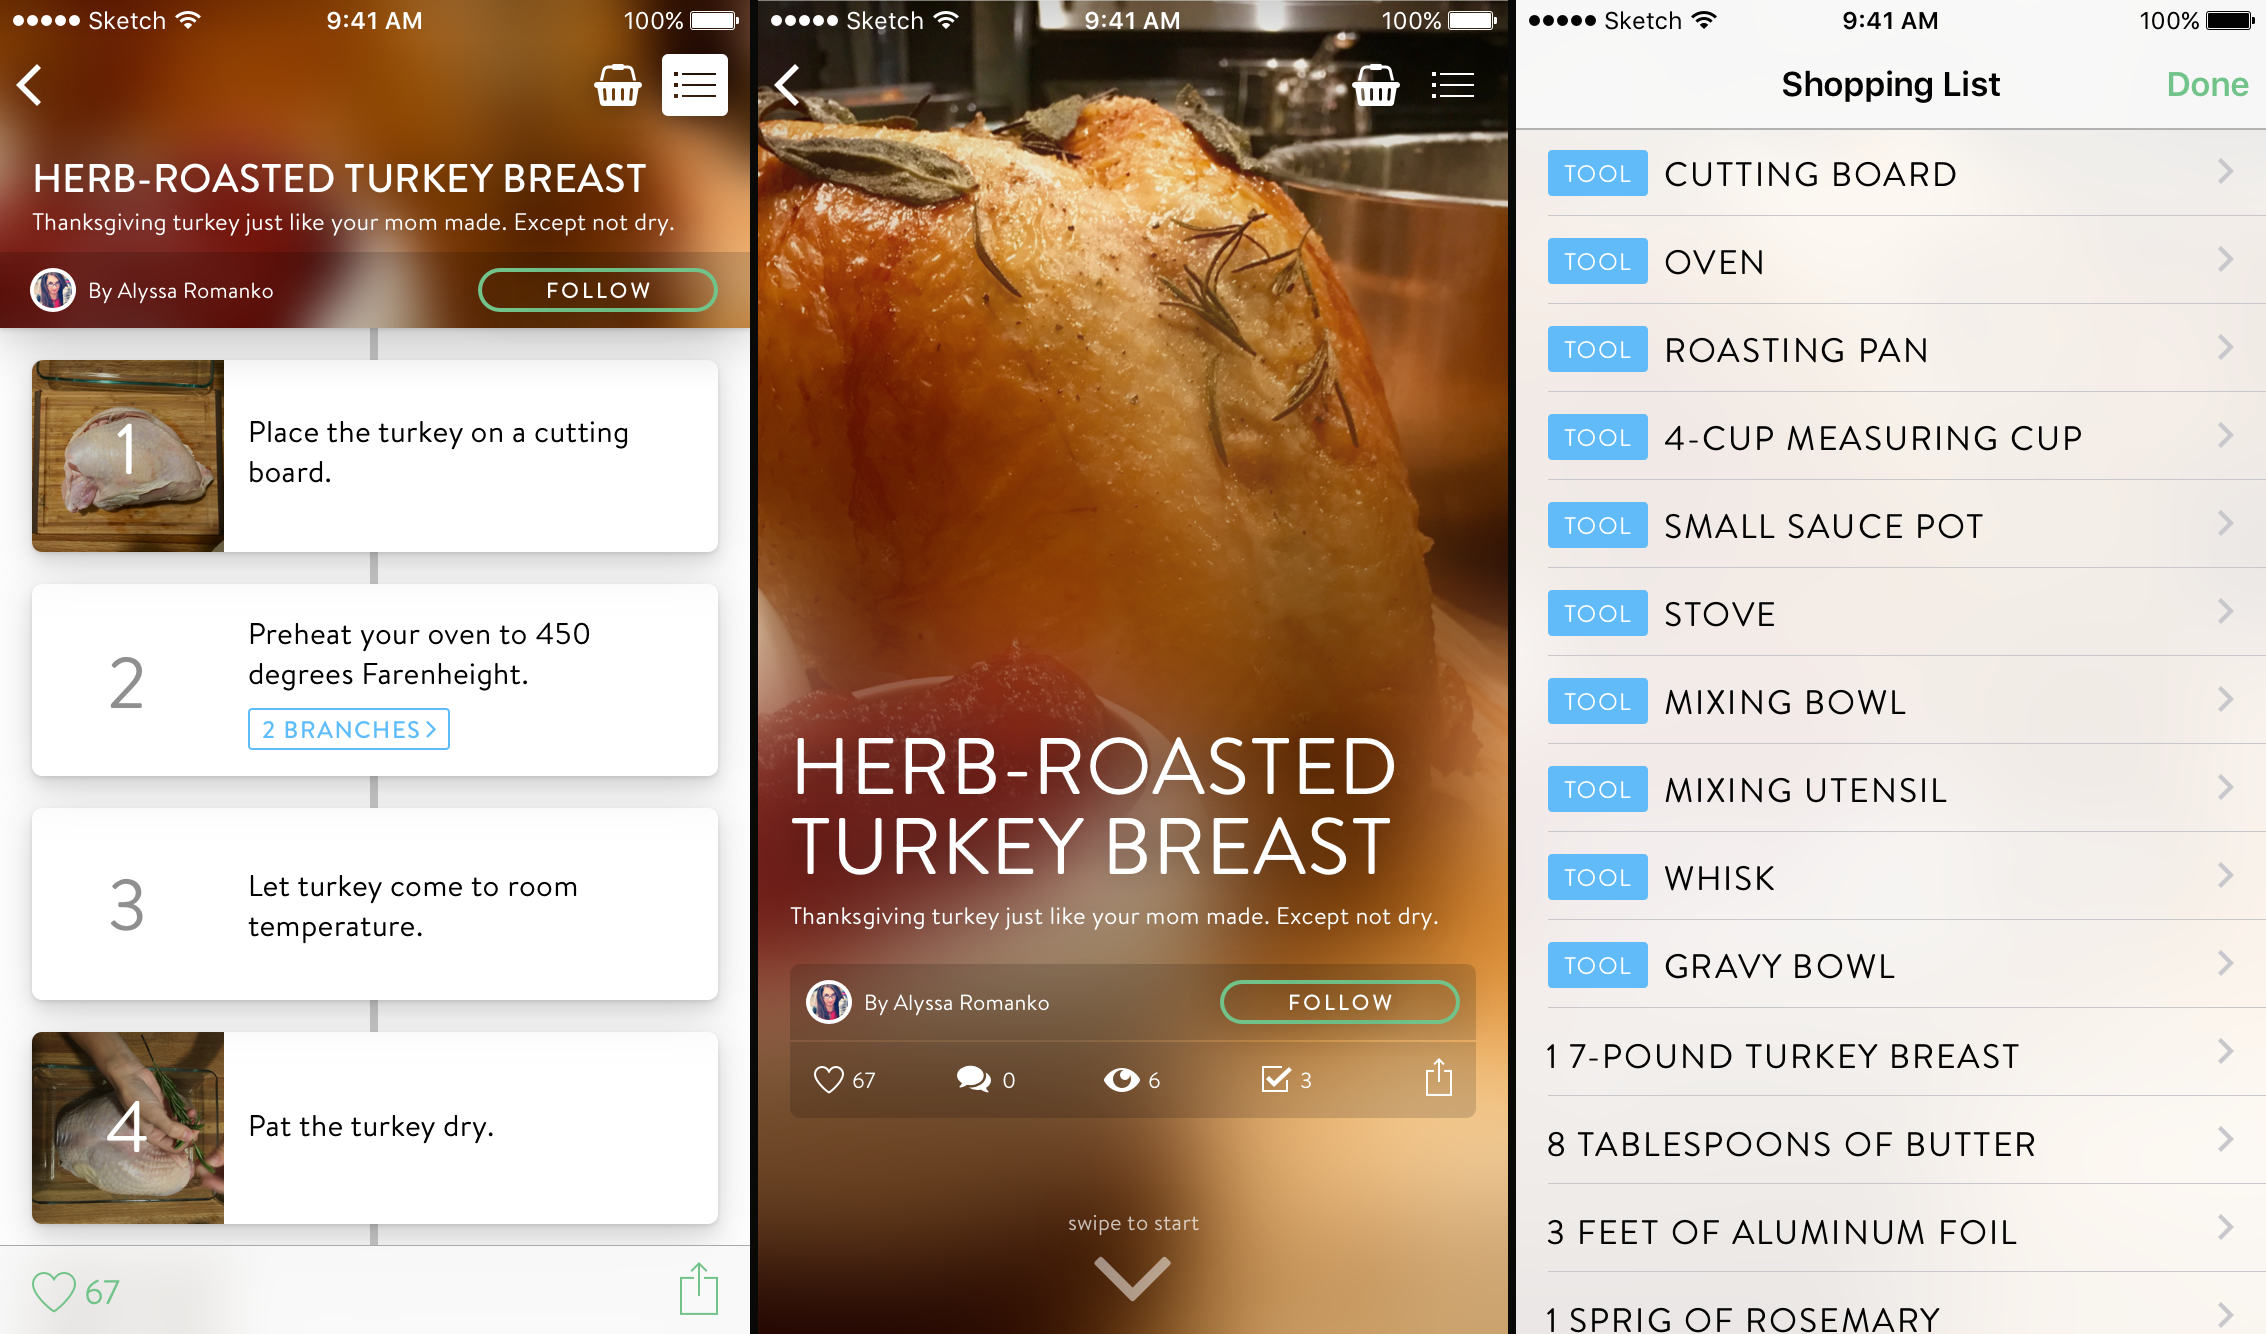 Sketch 9:41 AM 100%
HERB-ROASTED TURKEY BREAST
Thanksgiving turkey just like your mom made. Except not dry.
By Alyssa Romanko FOLLOW
1
Place the turkey on a cutting
board.
2
Preheat your oven to 450
degrees Farenheight.
2 BRANCHES
3
Let turkey come to room
temperature.
4
Pat the turkey dry.
67
Sketch 9:41 AM 100%
HERB-ROASTED
TURKEY BREAST
Thanksgiving turkey just like your mom made. Except not dry.
By Alyssa Romanko FOLLOW
67 0 6 3
swipe to start
Sketch 9:41 AM 100%
Shopping List Done
TOOL CUTTING BOARD
TOOL OVEN
TOOL ROASTING PAN
TOOL 4-CUP MEASURING CUP
TOOL SMALL SAUCE POT
TOOL STOVE
TOOL MIXING BOWL
TOOL MIXING UTENSIL
TOOL WHISK
TOOL GRAVY BOWL
1 7-POUND TURKEY BREAST
8 TABLESPOONS OF BUTTER
3 FEET OF ALUMINUM FOIL
1 SPRIG OF ROSEMARY